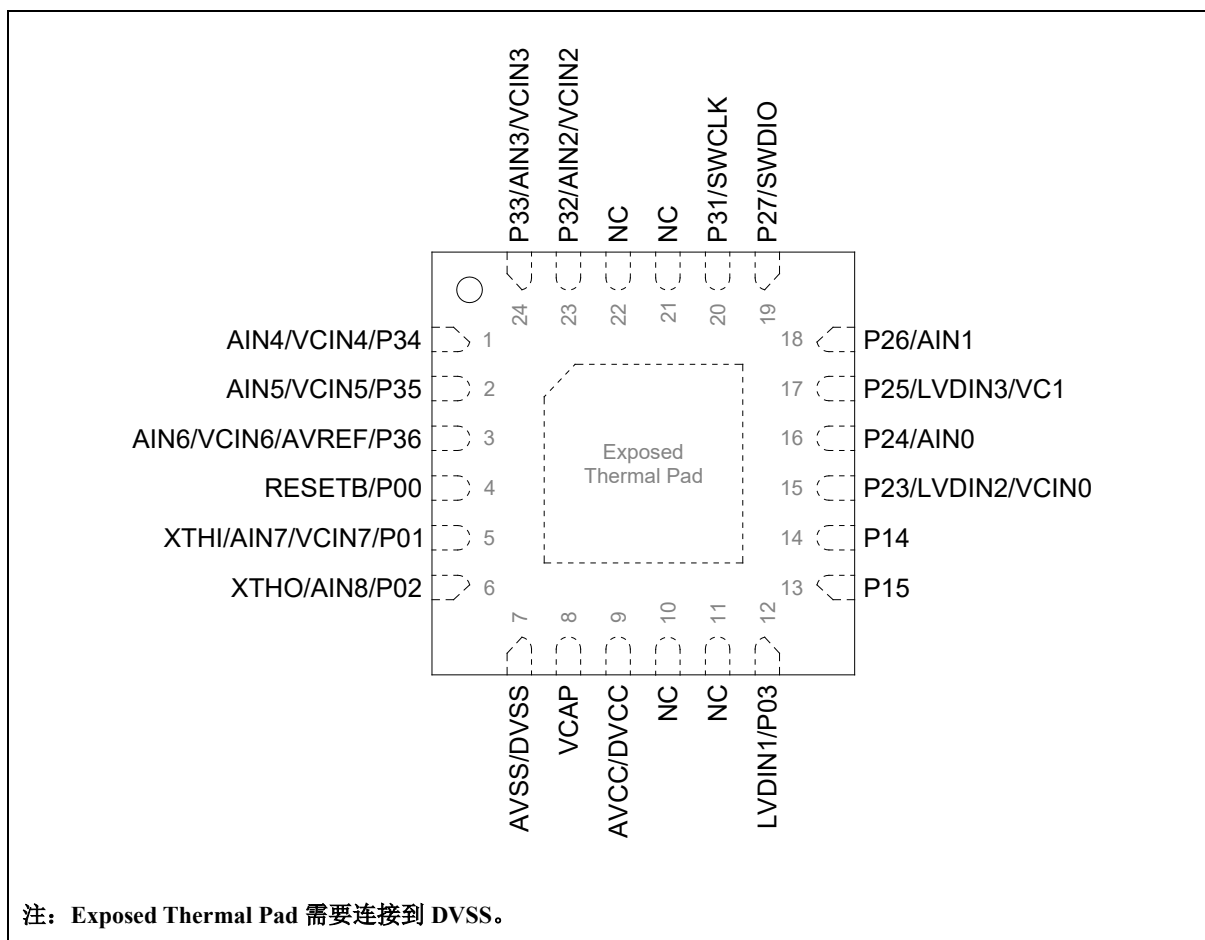 P33/AIN3/VCIN3
P32/AIN2/VCIN2
NC
NC
P31/SWCLK
P27/SWDIO
24
23
22
21
20
19
AIN4/VCIN4/P34
1
18
P26/AIN1
AIN5/VCIN5/P35
2
17
P25/LVDIN3/VC1
AIN6/VCIN6/AVREF/P36
3
16
P24/AIN0
Exposed
Thermal Pad
RESETB/P00
4
15
P23/LVDIN2/VCIN0
XTHI/AIN7/VCIN7/P01
5
14
P14
XTHO/AIN8/P02
6
13
P15
7
8
9
10
11
12
AVSS/DVSS
VCAP
AVCC/DVCC
NC
NC
LVDIN1/P03
注：Exposed Thermal Pad 需要连接到 DVSS。